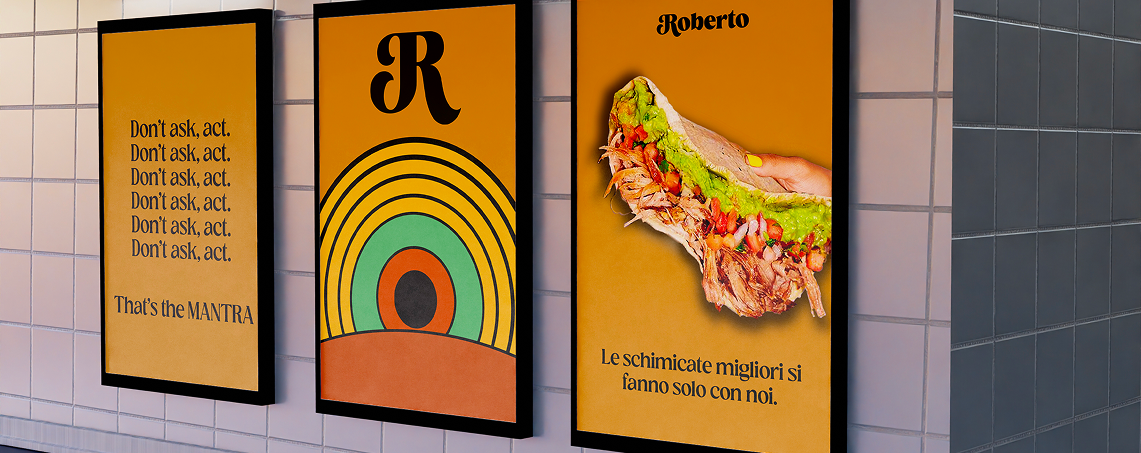 Don't ask, act.
Don't ask, act.
Don't ask, act.
Don't ask, act.
Don't ask, act.
Don't ask, act.
That's the MANTRA
R
Roberto
Le schimicate migliori si
fanno solo con noi.